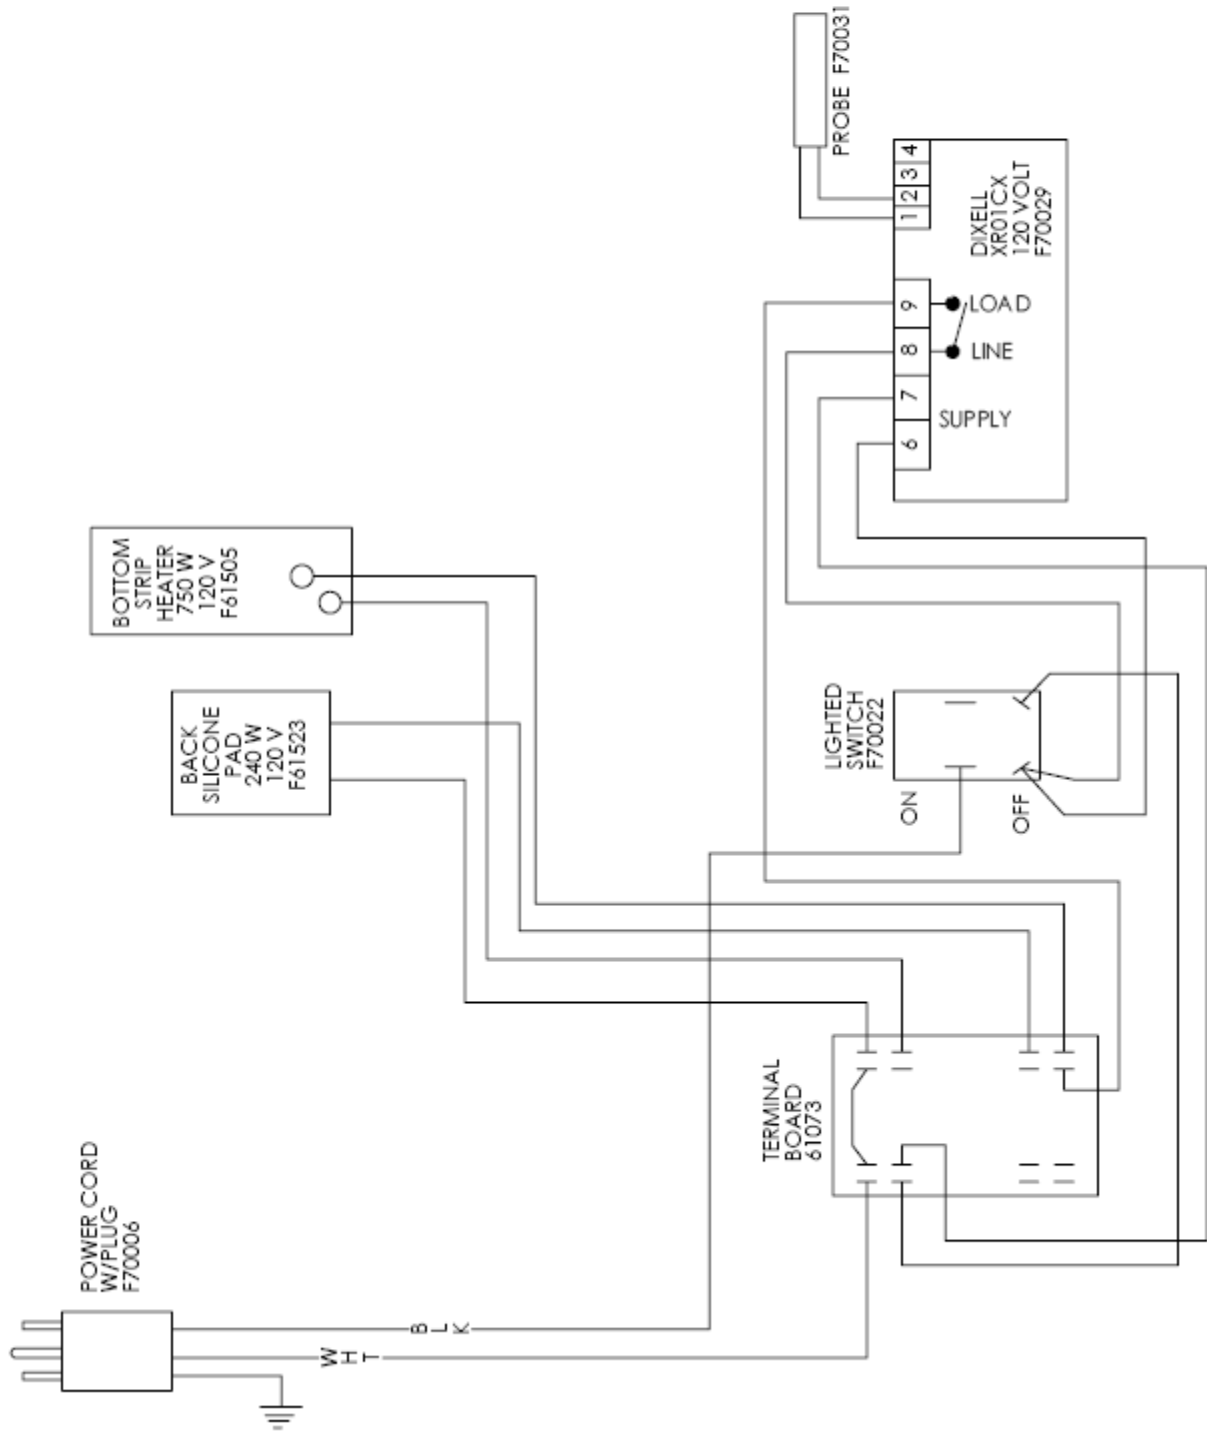 POWER CORD
W/PLUG
F70006
BLK
WHT
TERMINAL
BOARD
61073
BACK
SILICONE
PAD
240 W
120 V
F61523
BOTTOM
STRIP
HEATER
750 W
120 V
F61505
LIGHTED
SWITCH
F70022
ON
OFF
6
7
8
9
SUPPLY
LINE
LOAD
1
2
3
4
DIXELL
XR01CX
120 VOLT
F70029
PROBE F70031